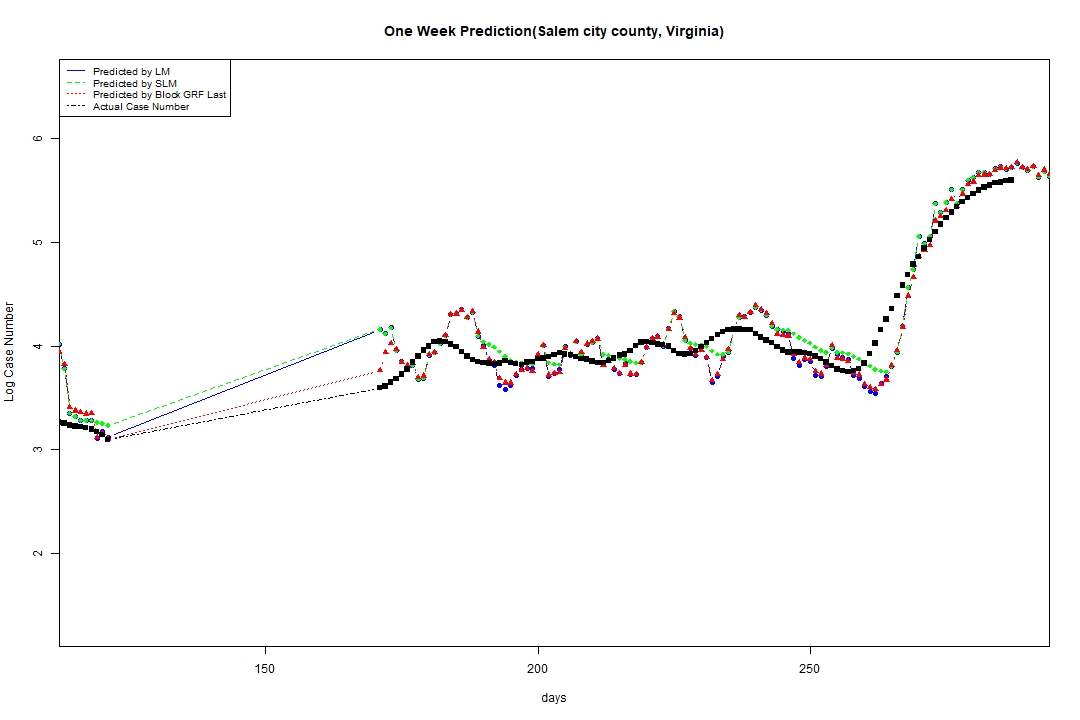 One Week Prediction(Salem city county, Virginia)
Predicted by LM
Predicted by SLM
Predicted by Block GRF Last
Actual Case Number
6
5
4
3
2
Log Case Number
150
200
250
days